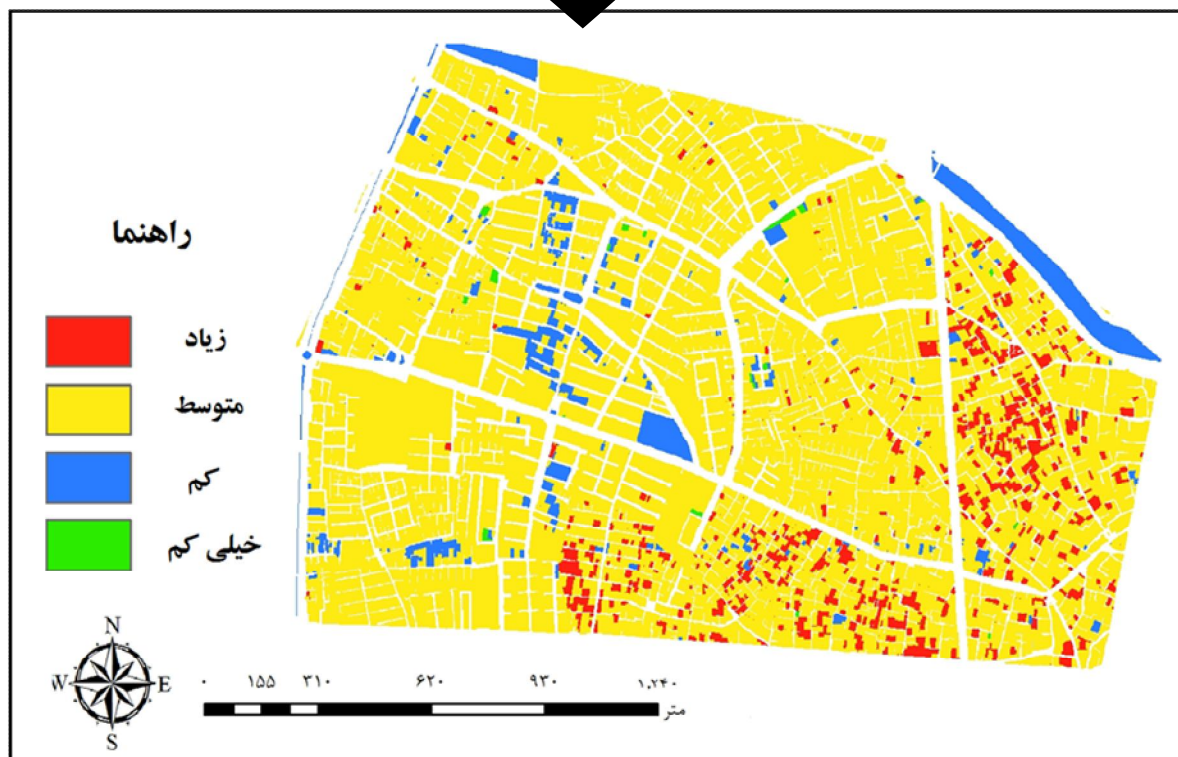 راهنما
زیاد
متوسط
کم
خیلی کم
N
W E
S
۰ ۱۵۵ ۳۱۰ ۶۲۰ ۹۳۰ ۱,۲۴۰
متر